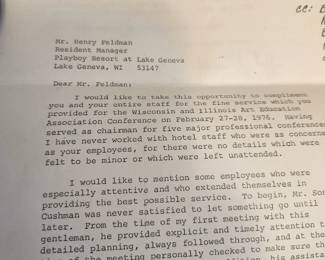 cc:
Mr. Henry Feldman
Resident Manager
Playboy Resort at Lake Geneva
Lake Geneva, WI 53147
Dear Mr. Feldman:
I would like to take this opportunity to compliment
you and your entire staff for the fine service which you
provided for the Wisconsin and Illinois Art Education
Association Conference on February 27-28, 1976. Having
served as chairman for five major professional conferences
I have never worked with hotel staff who were as concerned
as your employees, for there were no details which were
felt to be minor or which were left unattended.
I would like to mention some employees who were
especially attentive and who extended themselves in
providing the best possible service. To begin, Mr. Son
Cushman was never satisfied to let something go until
later. From the time of my first meeting with this
gentleman, he provided explicit and timely attention t
detailed planning, always followed through, and at the
of the meeting personally checked to make sure th
his assista